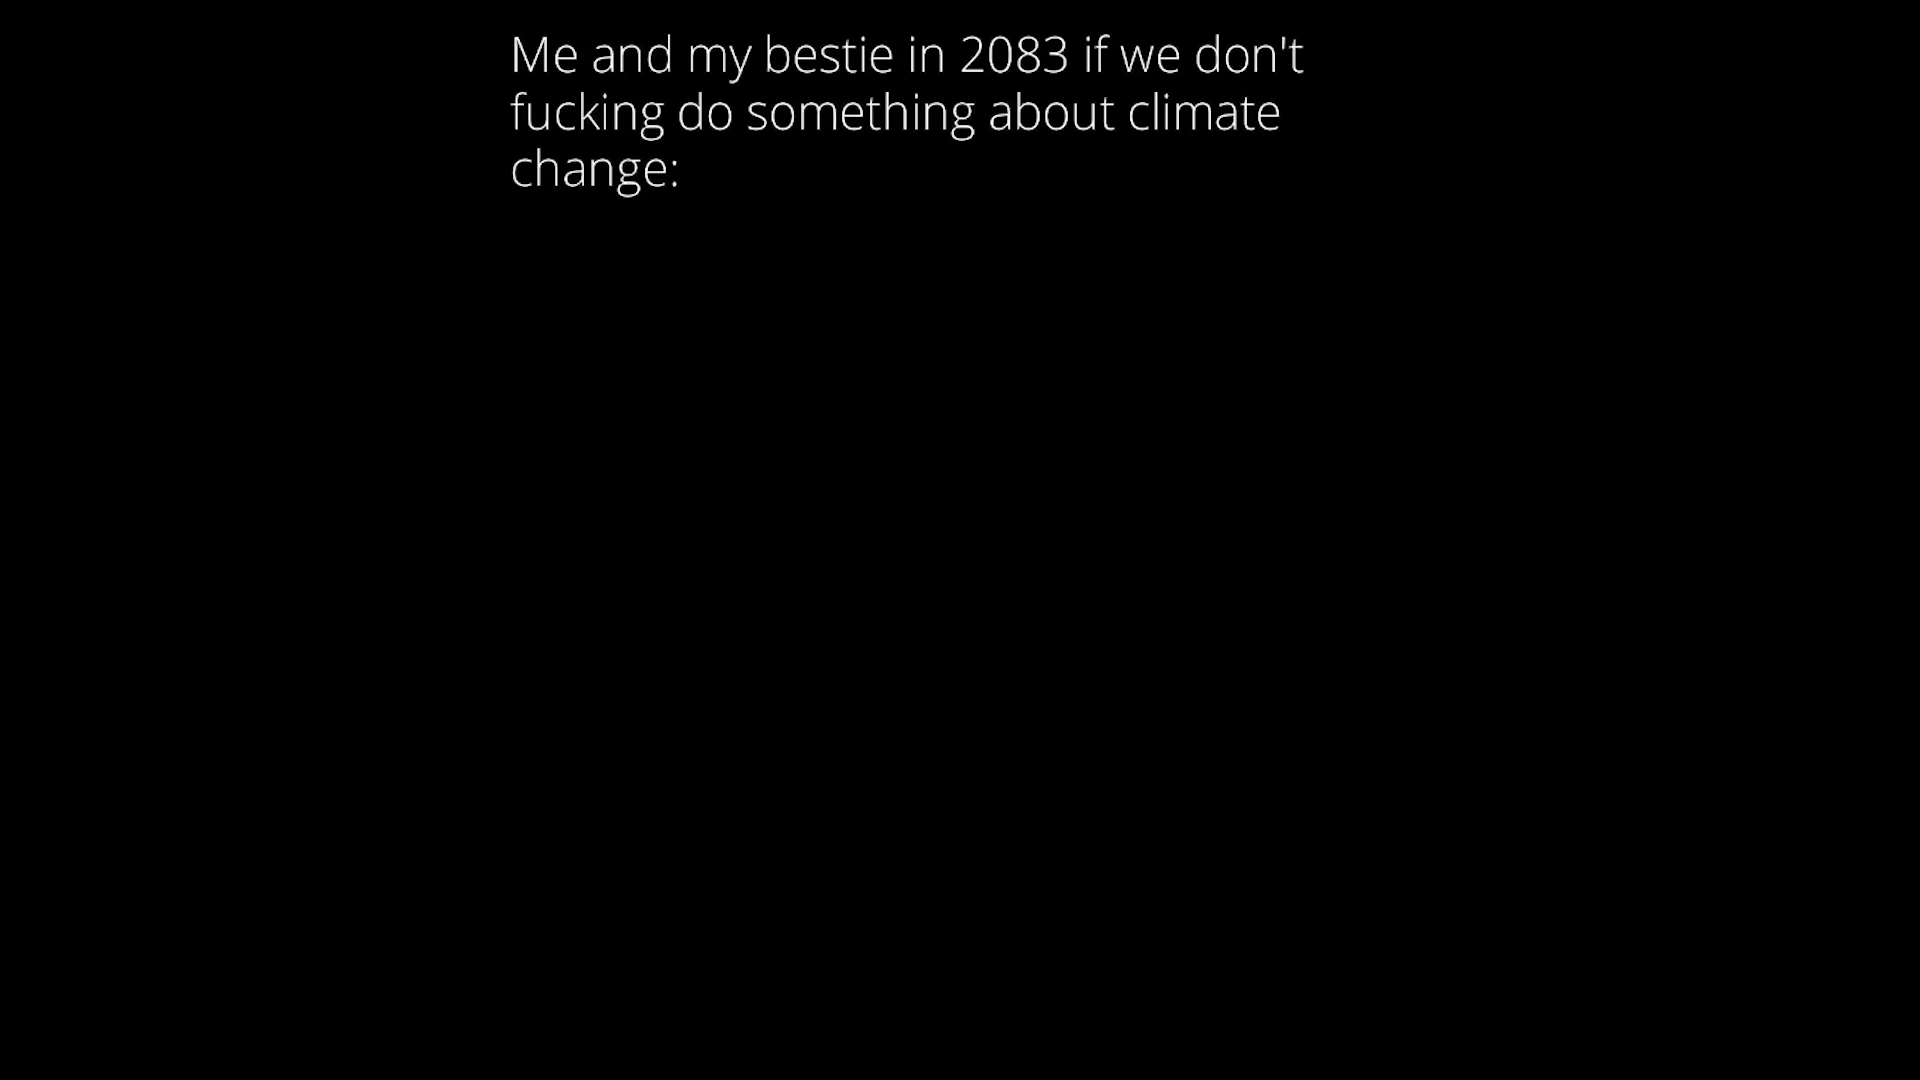 Me and my bestie in 2083 if we don't
fucking do something about climate
change: